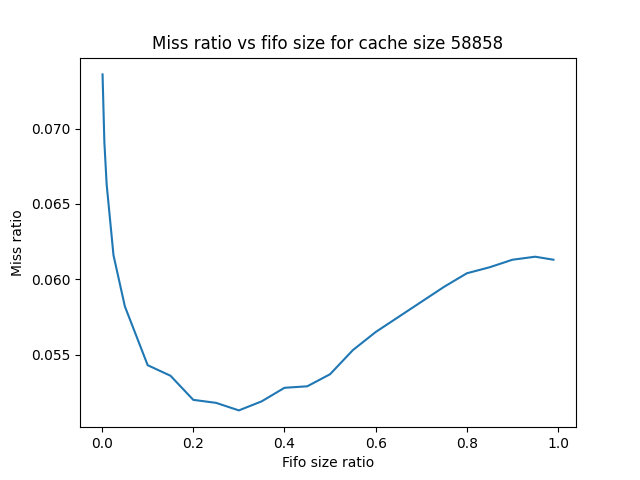 Miss ratio vs fifo size for cache size 58858
0.070
0.065
0.060
0.055
Miss ratio
0.0 0.2 0.4 0.6 0.8 1.0
Fifo size ratio